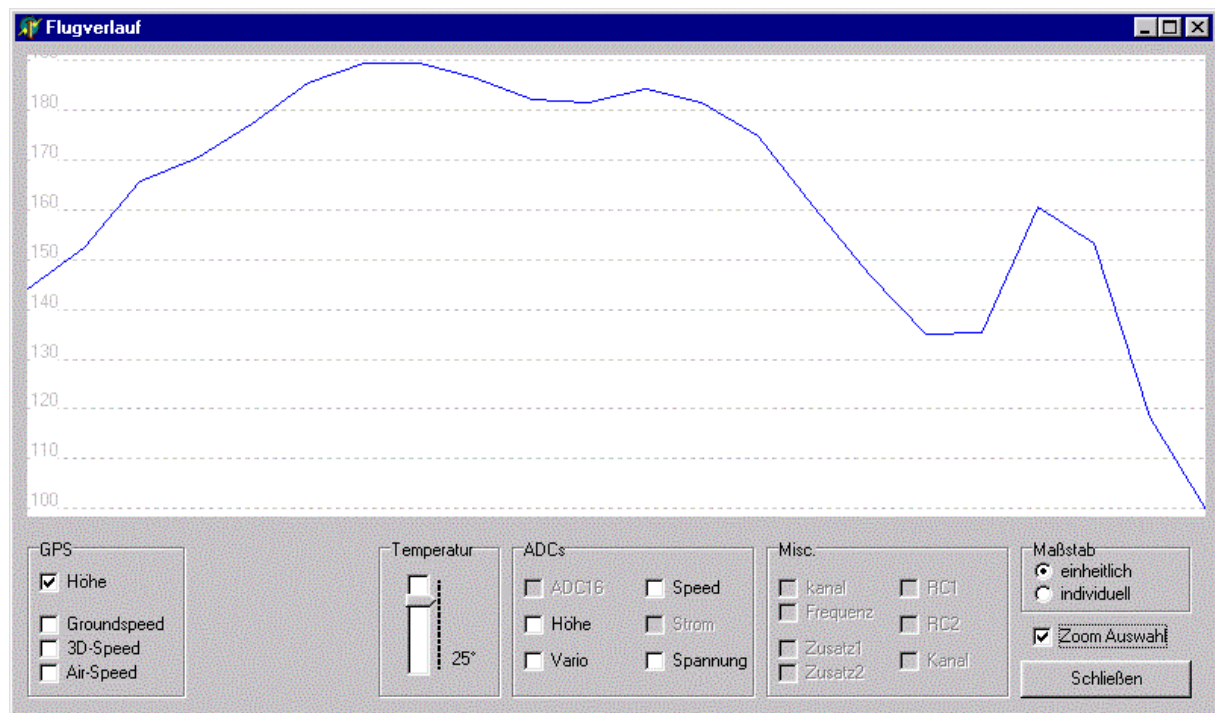 Flugverlauf
180
170
160
150
140
130
120
110
100
GPS
Höhe
Groundspeed
3D-Speed
Air-Speed
Temperatur
25°
ADCs
ADC16
Speed
Höhe
Strom
Vario
Spannung
Misc.
kanal
RC1
Frequenz
RC2
Zusatz1
Kanal
Zusatz2
Maßstab
einheitlich
individuell
Zoom Auswahl
Schließen